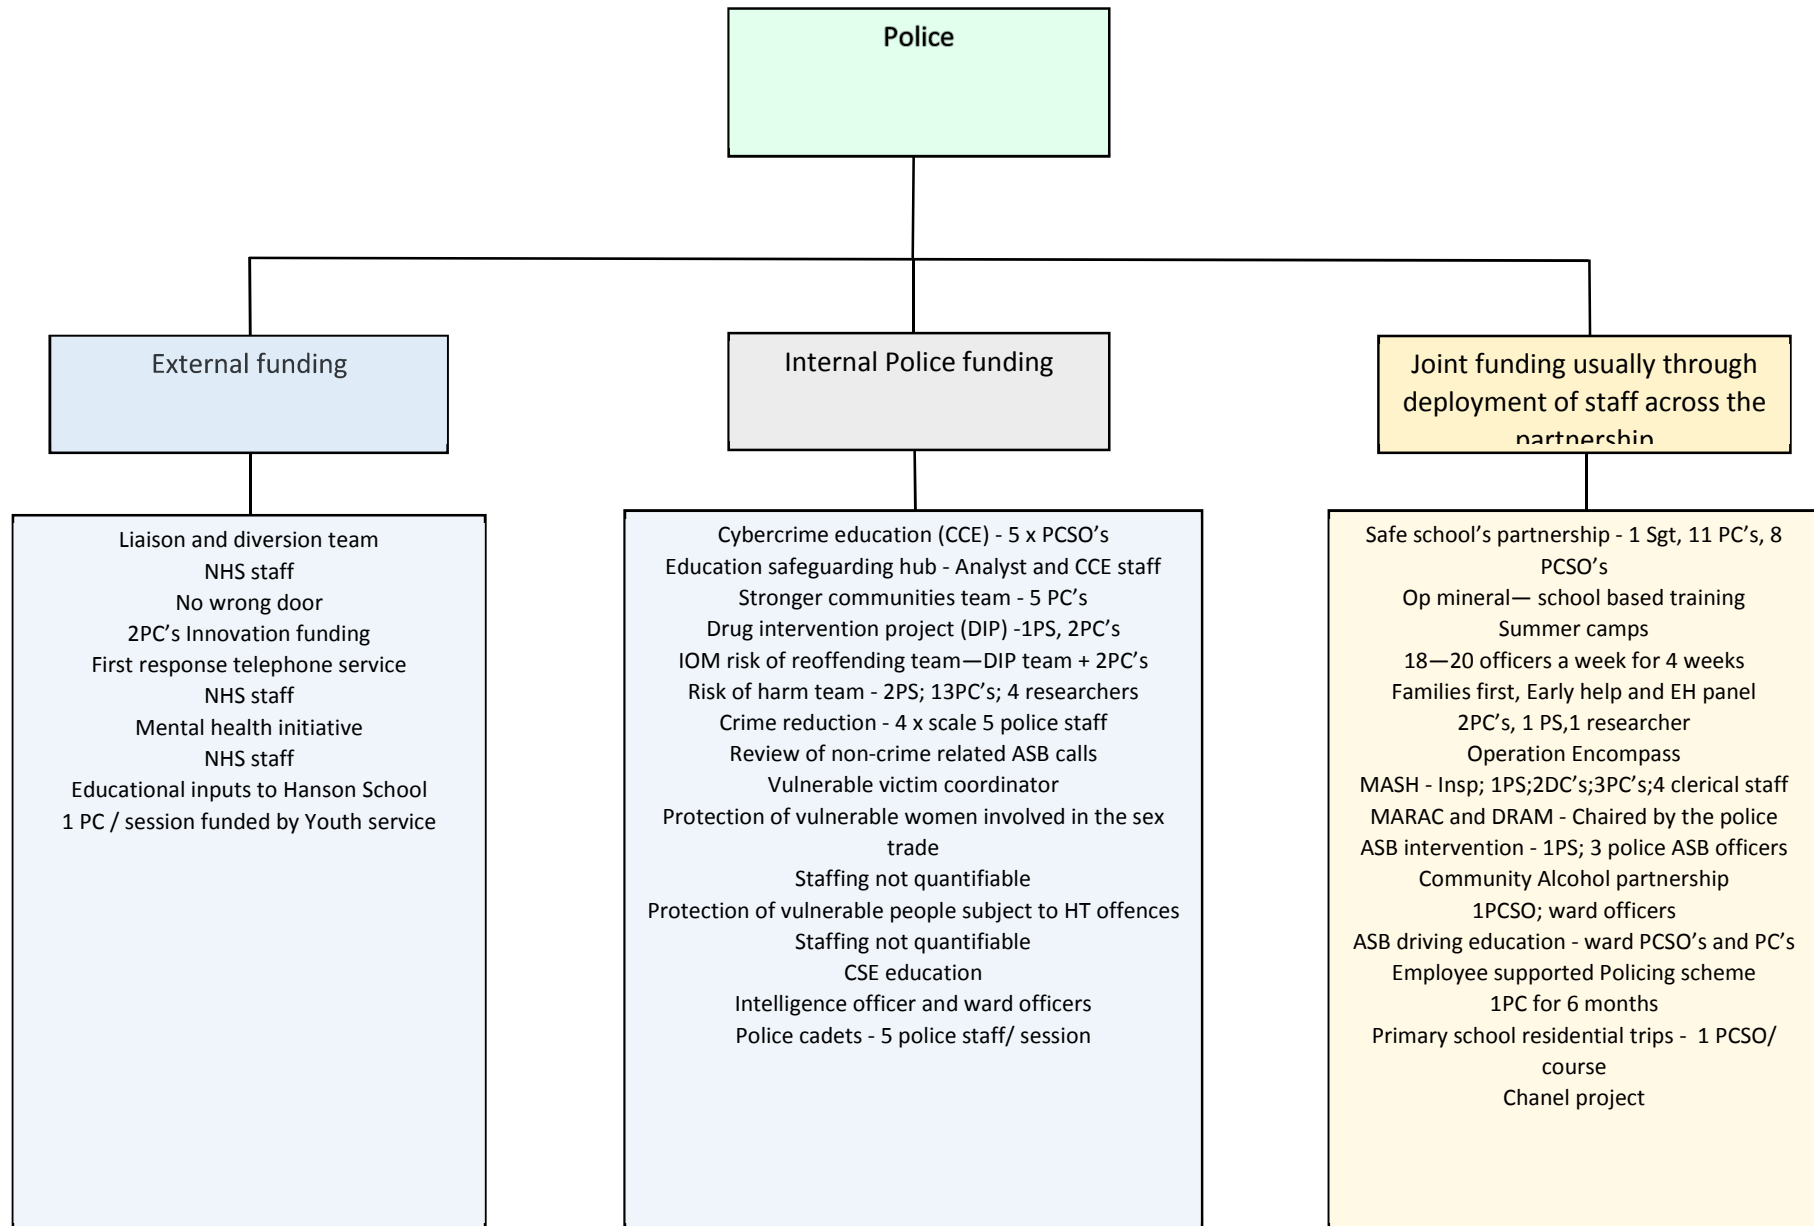 Police
External funding
Internal Police funding
Joint funding usually through
deployment of staff across the
partnership
Liaison and diversion team
NHS staff
No wrong door
2PC’s Innovation funding
First response telephone service
NHS staff
Mental health initiative
NHS staff
Educational inputs to Hanson School
1 PC / session funded by Youth service
Cybercrime education (CCE) - 5 x PCSO’s
Education safeguarding hub - Analyst and CCE staff
Stronger communities team - 5 PC’s
Drug intervention project (DIP) -1PS, 2PC’s
IOM risk of reoffending team—DIP team + 2PC’s
Risk of harm team - 2PS; 13PC’s; 4 researchers
Crime reduction - 4 x scale 5 police staff
Review of non-crime related ASB calls
Vulnerable victim coordinator
Protection of vulnerable women involved in the sex
trade
Staffing not quantifiable
Protection of vulnerable people subject to HT offences
Staffing not quantifiable
CSE education
Intelligence officer and ward officers
Police cadets - 5 police staff/ session
Safe school’s partnership - 1 Sgt, 11 PC’s, 8
PCSO’s
Op mineral— school based training
Summer camps
18—20 officers a week for 4 weeks
Families first, Early help and EH panel
2PC’s, 1 PS,1 researcher
Operation Encompass
MASH - Insp; 1PS;2DC’s;3PC’s;4 clerical staff
MARAC and DRAM - Chaired by the police
ASB intervention - 1PS; 3 police ASB officers
Community Alcohol partnership
1PCSO; ward officers
ASB driving education - ward PCSO’s and PC’s
Employee supported Policing scheme
1PC for 6 months
Primary school residential trips -  1 PCSO/
course
Chanel project